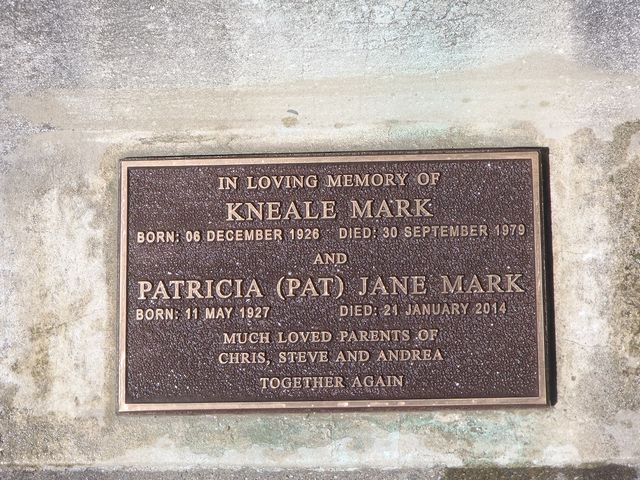 IN LOVING MEMORY OF
KNEALE MARK
BORN: 06 DECEMBER 1926 DIED: 30 SEPTEMBER 1979
AND
PATRICIA (PAT) JANE MARK
BORN: 11 MAY 1927 DIED: 21 JANUARY 2014
MUCH LOVED PARENTS OF
CHRIS, STEVE AND ANDREA
TOGETHER AGAIN